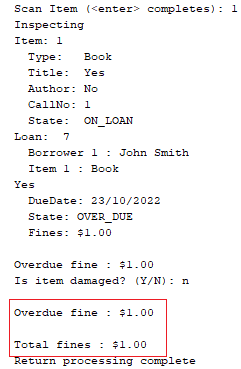 Scan Item (<enter> completes): 1
Inspecting
Item: 1
Type: Book
Title: Yes
Author: No
CallNo: 1
State: ON_LOAN
Loan: 7
Borrower 1 : John Smith
Item 1 : Book
Yes
DueDate: 23/10/2022
State: OVER_DUE
Fines: $1.00
Overdue fine : $1.00
Is item damaged? (Y/N): n
Overdue fine : $1.00
Total fines : $1.00
Return processing complete